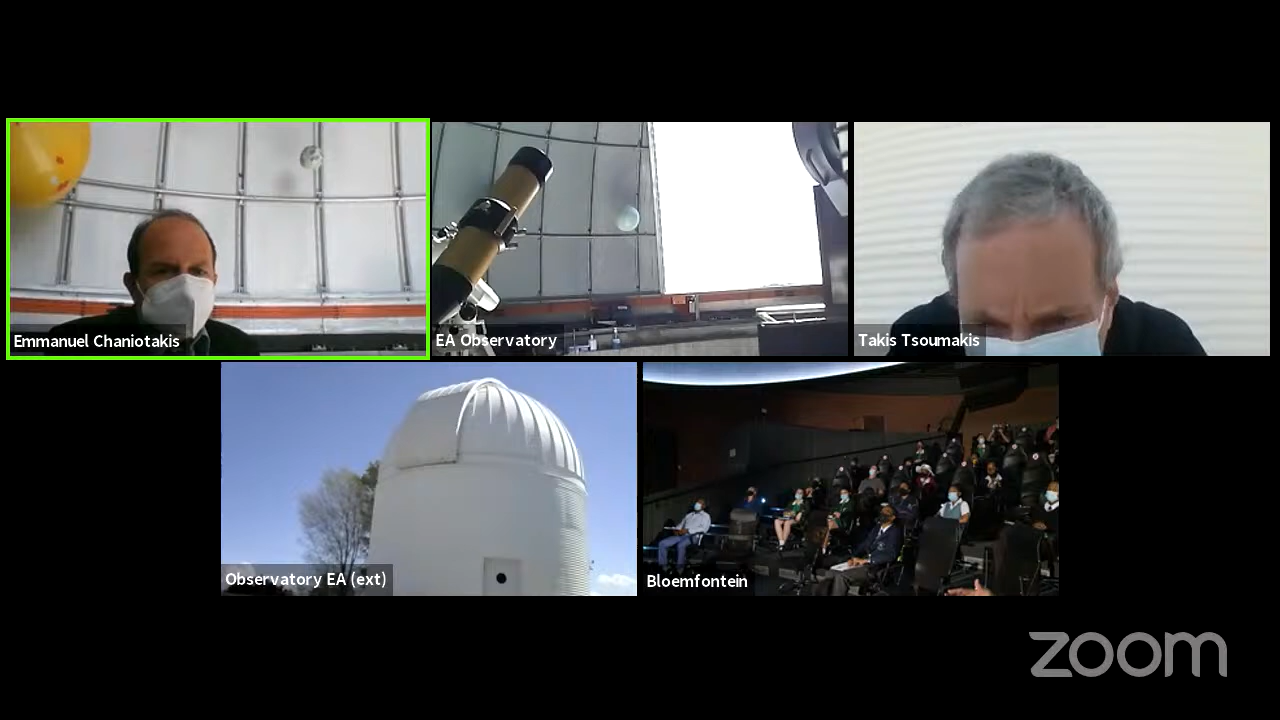 Emmanuel Chaniotakis
EA Observatory
Takis Tsoumakis
Observatory EA (ext)
Bloemfontein
zoom